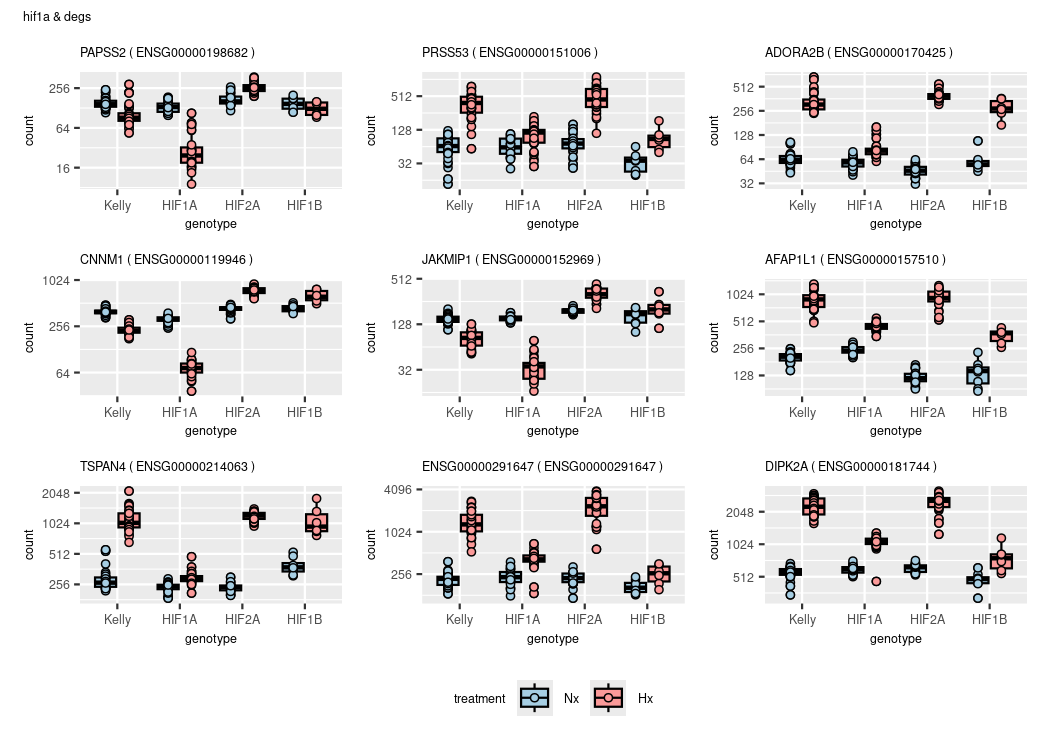 hif1a & degs
PAPSS2 ( ENSG00000198682 )
PRSS53 ( ENSG00000151006 )
ADORA2B ( ENSG00000170425 )
count
256
64
16
Kelly HIF1A HIF2A HIF1B
genotype
count
512
128
32
Kelly HIF1A HIF2A HIF1B
genotype
count
512
256
128
64
32
Kelly HIF1A HIF2A HIF1B
genotype
CNNM1 ( ENSG00000119946 )
JAKMIP1 ( ENSG00000152969 )
AFAP1L1 ( ENSG00000157510 )
count
1024
256
64
Kelly HIF1A HIF2A HIF1B
genotype
count
512
128
32
Kelly HIF1A HIF2A HIF1B
genotype
count
1024
512
256
128
Kelly HIF1A HIF2A HIF1B
genotype
TSPAN4 ( ENSG00000214063 )
ENSG00000291647 ( ENSG00000291647 )
DIPK2A ( ENSG00000181744 )
count
2048
1024
512
256
Kelly HIF1A HIF2A HIF1B
genotype
count
4096
1024
256
Kelly HIF1A HIF2A HIF1B
genotype
count
2048
1024
512
Kelly HIF1A HIF2A HIF1B
genotype
treatment Nx Hx